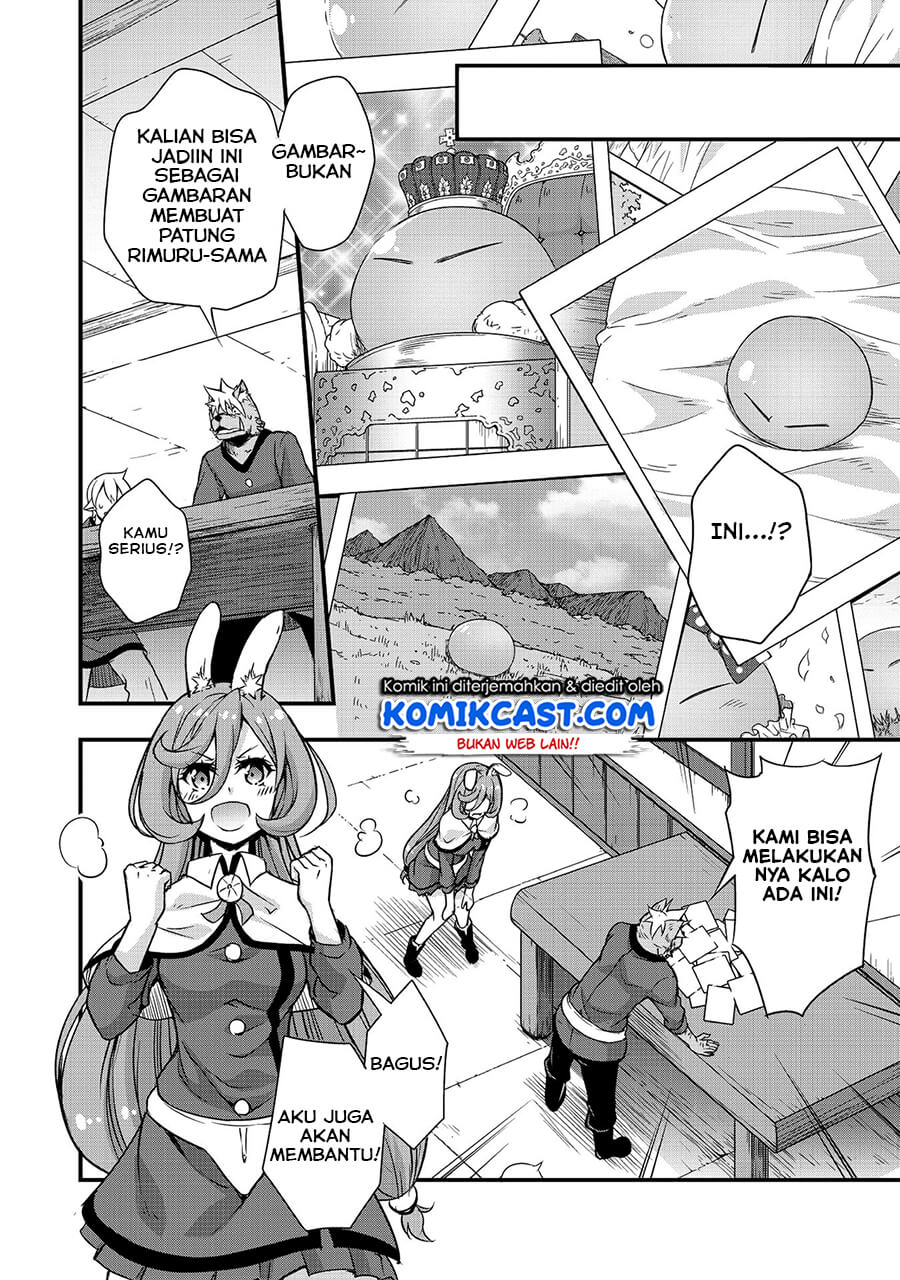 INI...!?
GAMBAR~
BUKAN
KALIAN BISA
JADIIN INI
SEBAGAI
GAMBARAN
MEMBUAT
PATUNG
RIMURU-SAMA
KAMU
SERIUS!?
Komik ini diterjemahkan & diedit oleh
KOMIKCAST.COM
BUKAN WEB LAIN!!
KAMI BISA
MELAKUKAN
NYA KALO
ADA INI!
BAGUS!
AKU JUGA
AKAN
MEMBANTU!